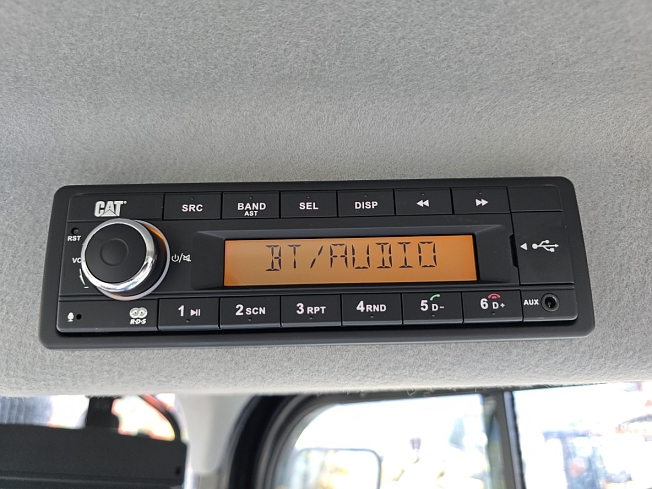 CAT
SRC
BAND
AST
SEL
DISP
RST
VOL
BT/AUDIO
R·D·S
1
2 SCN
3 RPT
4 RND
5 D-
6 D+
AUX